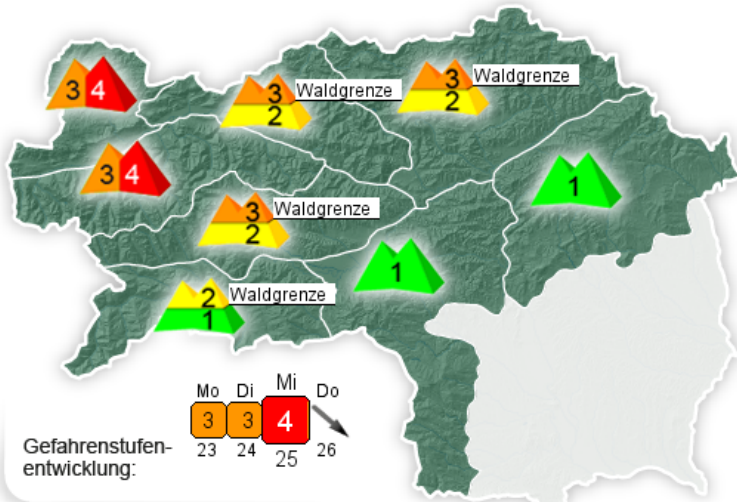 3 4
3 Waldgrenze
2
3 Waldgrenze
2
3 4
1
3 Waldgrenze
2
1
2 Waldgrenze
1
Mo Di Mi Do
3 3 4
23 24 25 26
Gefahrenstufen-
entwicklung: